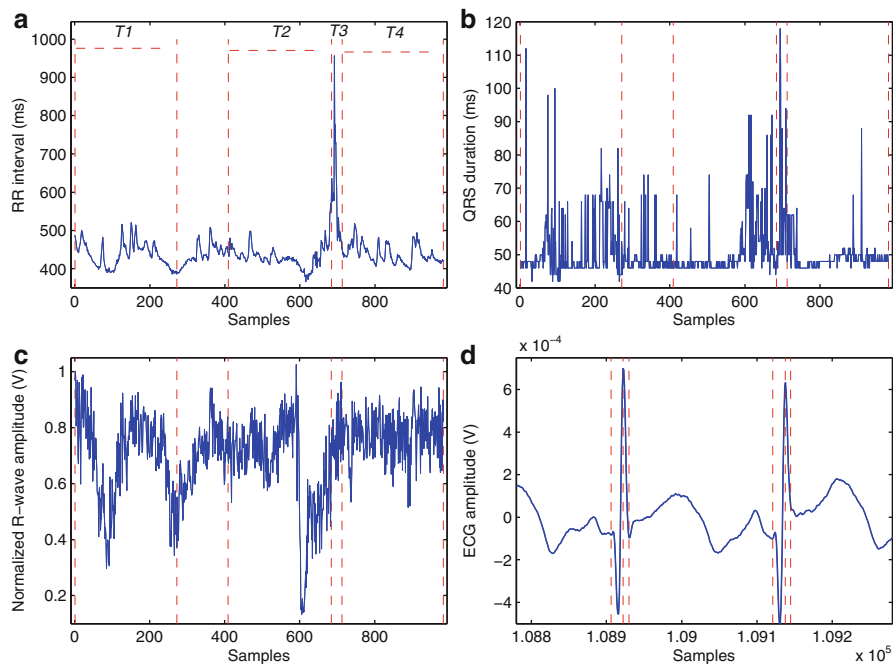 a
T1
T2
T3
T4
1000
900
800
700
600
500
400
RR interval (ms)
0
200
400
600
800
Samples
b
120
110
100
90
80
70
60
50
40
QRS duration (ms)
0
200
400
600
800
Samples
c
1
0.8
0.6
0.4
0.2
Normalized R−wave amplitude (V)
0
200
400
600
800
Samples
d
x 10⁻⁴
6
4
2
0
−2
−4
ECG amplitude (V)
1.088
1.089
1.09
1.091
1.092
Samples
x 10⁵